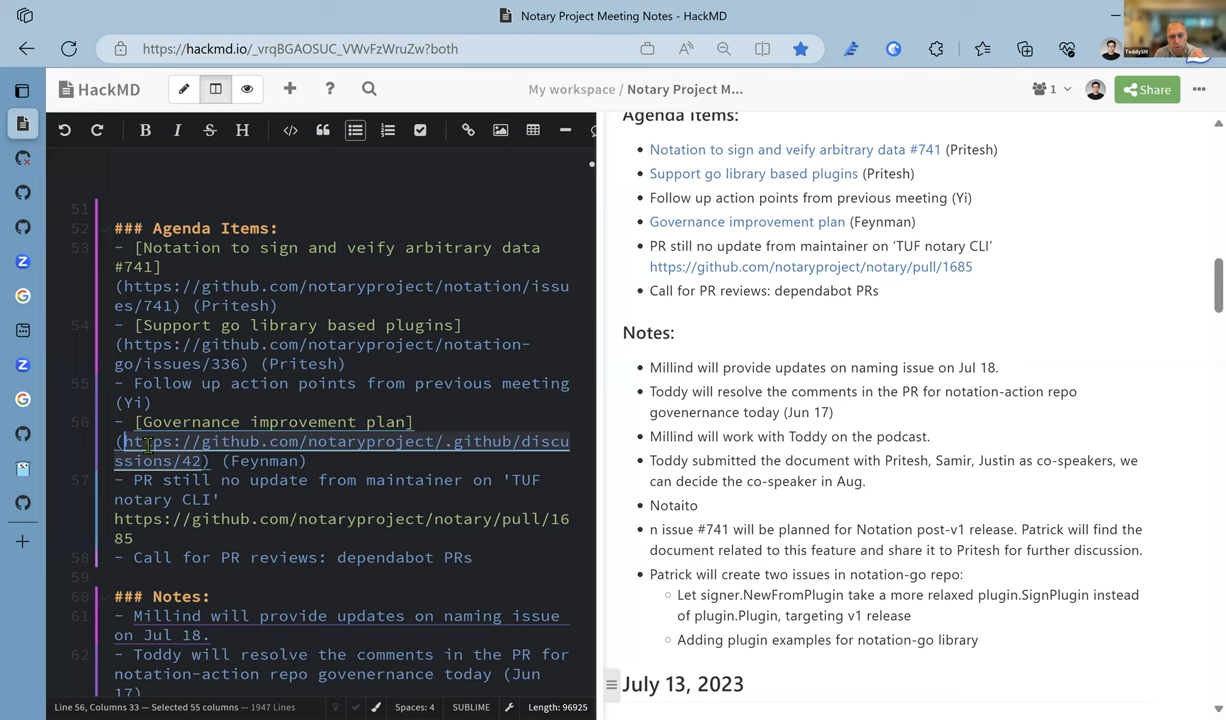 Notary Project Meeting Notes - HackMD
https://hackmd.io/_vrqBGAOSUC_VWvFzWruZw?both
ToddySM
HackMD
My workspace / Notary Project M...
1
Share
51
52 ### Agenda Items:
53 - [Notation to sign and veify arbitrary data
#741]
(https://github.com/notaryproject/notation/issu
es/741) (Pritesh)
54 - [Support go library based plugins]
(https://github.com/notaryproject/notation-
go/issues/336) (Pritesh)
55 - Follow up action points from previous meeting
(Yi)
56 - [Governance improvement plan]
(https://github.com/notaryproject/.github/discu
ssions/42) (Feynman)
57 - PR still no update from maintainer on 'TUF
notary CLI'
https://github.com/notaryproject/notary/pull/16
85
58 - Call for PR reviews: dependabot PRs
59
60 ### Notes:
61 - Millind will provide updates on naming issue
on Jul 18.
62 - Toddy will resolve the comments in the PR for
notation-action repo govenernance today (Jun
17)
Line 56, Columns 33 — Selected 55 columns — 1947 Lines
Spaces: 4
SUBLIME
Length: 96925
Agenda Items:
• Notation to sign and veify arbitrary data #741 (Pritesh)
• Support go library based plugins (Pritesh)
• Follow up action points from previous meeting (Yi)
• Governance improvement plan (Feynman)
• PR still no update from maintainer on ‘TUF notary CLI’
https://github.com/notaryproject/notary/pull/1685
• Call for PR reviews: dependabot PRs
Notes:
• Millind will provide updates on naming issue on Jul 18.
• Toddy will resolve the comments in the PR for notation-action repo
govenernance today (Jun 17)
• Millind will work with Toddy on the podcast.
• Toddy submitted the document with Pritesh, Samir, Justin as co-speakers, we
can decide the co-speaker in Aug.
• Notaito
• n issue #741 will be planned for Notation post-v1 release. Patrick will find the
document related to this feature and share it to Pritesh for further discussion.
• Patrick will create two issues in notation-go repo:
○ Let signer.NewFromPlugin take a more relaxed plugin.SignPlugin instead
of plugin.Plugin, targeting v1 release
○ Adding plugin examples for notation-go library
July 13, 2023